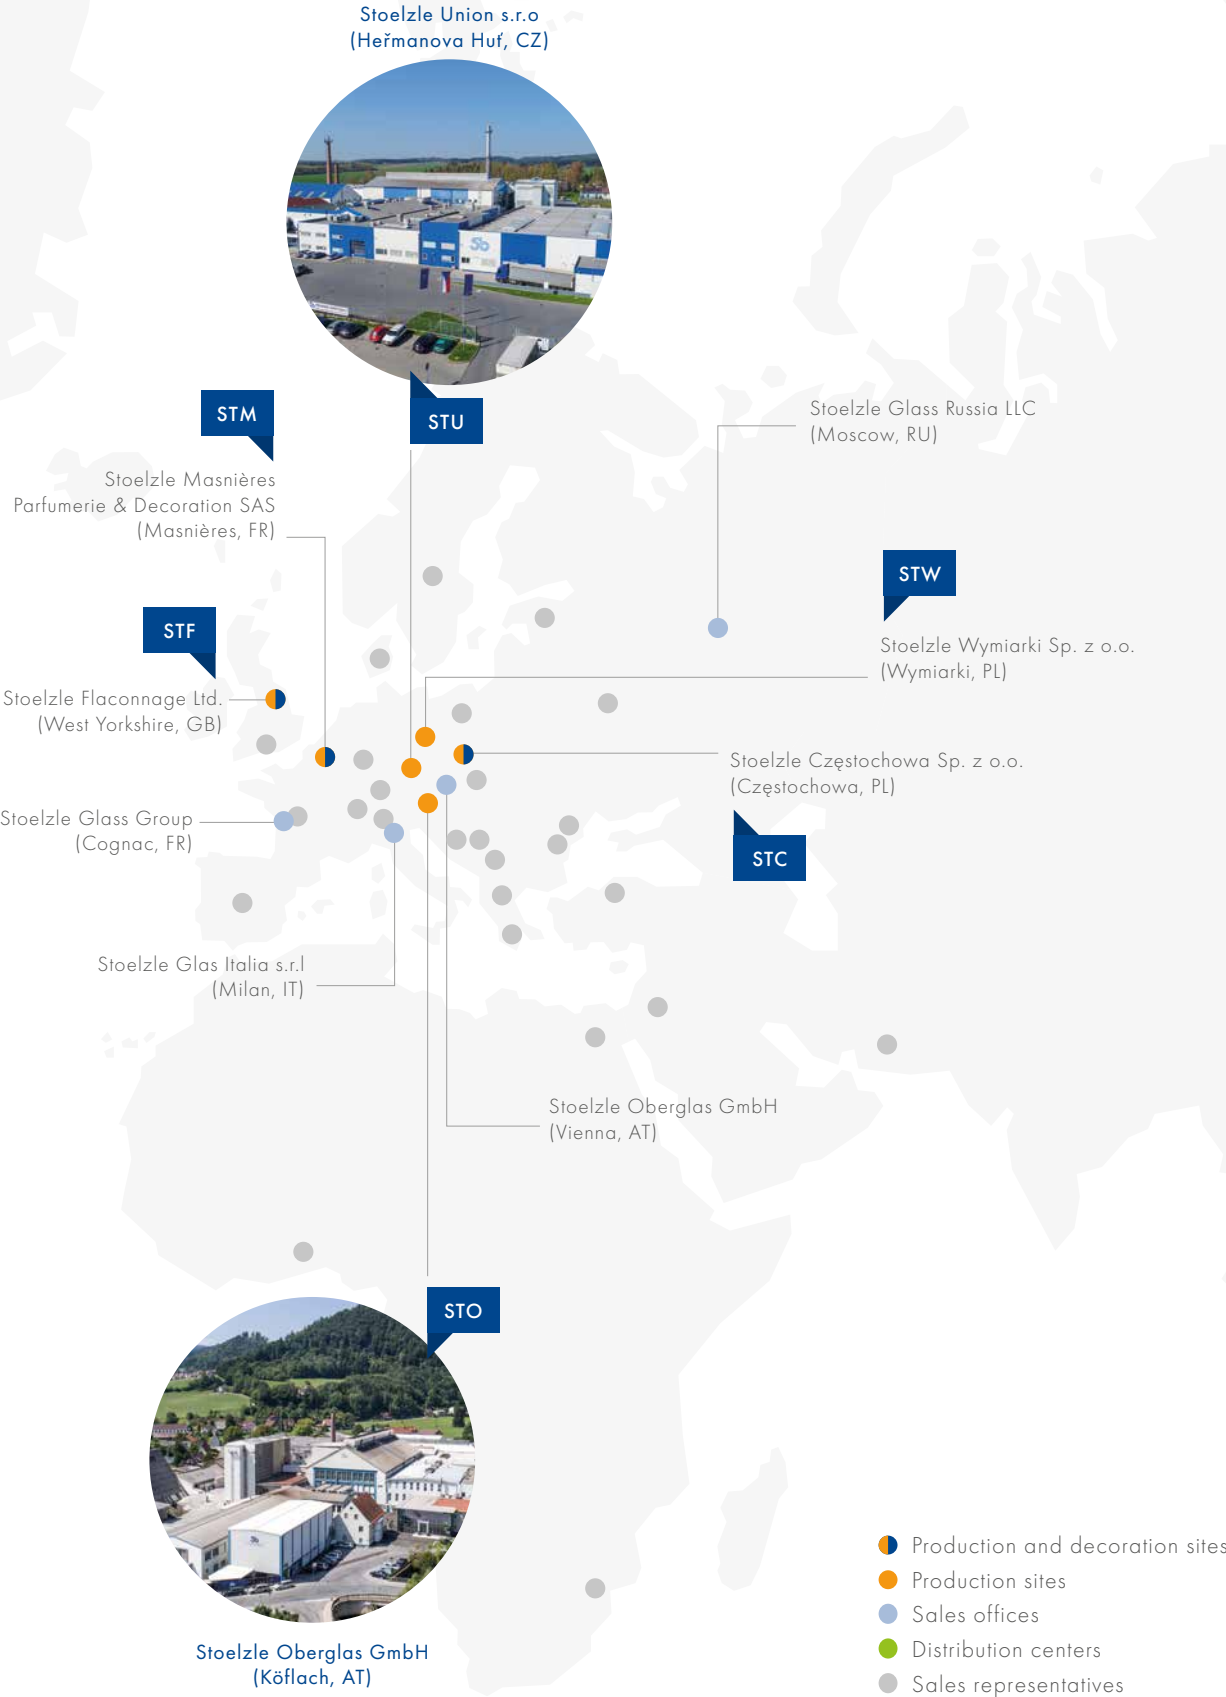 Stoelzle Union s.r.o
(Heřmanova Huť, CZ)
STM
STU
Stoelzle Glass Russia LLC
(Moscow, RU)
Stoelzle Masnières
Parfumerie & Decoration SAS
(Masnières, FR)
STW
STF
Stoelzle Wymiarki Sp. z o.o.
(Wymiarki, PL)
Stoelzle Flaconnage Ltd.
(West Yorkshire, GB)
Stoelzle Częstochowa Sp. z o.o.
(Częstochowa, PL)
Stoelzle Glass Group
(Cognac, FR)
STC
Stoelzle Glas Italia s.r.l
(Milan, IT)
Stoelzle Oberglas GmbH
(Vienna, AT)
STO
Stoelzle Oberglas GmbH
(Köflach, AT)
Production and decoration sites
Production sites
Sales offices
Distribution centers
Sales representatives